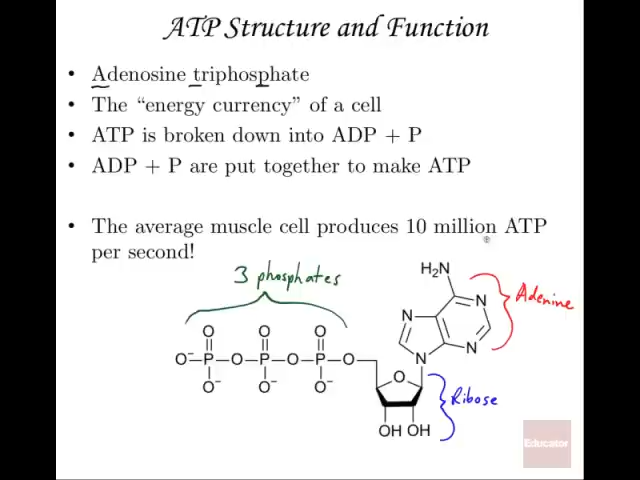 ATP Structure and Function
• Adenosine triphosphate
• The “energy currency” of a cell
• ATP is broken down into ADP + P
• ADP + P are put together to make ATP
• The average muscle cell produces 10 million ATP
per second!
3 phosphates
H₂N
Adenine
N N
O O O
O⁻ P O P O P O
N N
O⁻ O⁻ O⁻
O
Ribose
OH OH
Educator